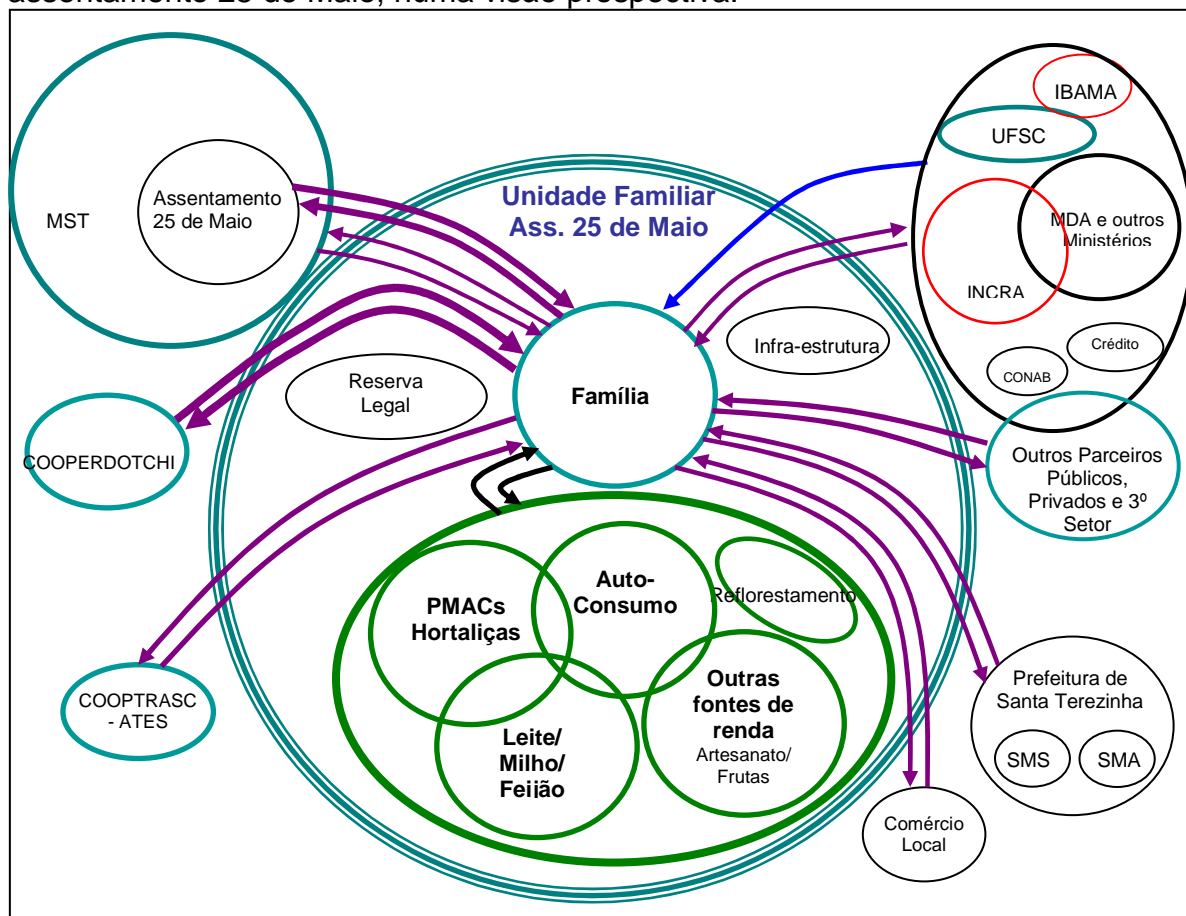 assentamento 25 de Maio, numa visão prospectiva.
IBAMA
UFSC
Unidade Familiar
Ass. 25 de Maio
Assentamento
25 de Maio
MST
MDA e outros
Ministérios
INCRA
Infra-estrutura
Crédito
CONAB
Reserva
Legal
Família
COOPERDOTCHI
Outros Parceiros
Públicos,
Privados e 3º
Setor
Auto-
Consumo
Reflorestamento
PMACs
Hortaliças
Outras
fontes de
renda
Artesanato/
Frutas
Leite/
Milho/
Feijão
COOPTRASC
- ATES
Prefeitura de
Santa Terezinha
SMS
SMA
Comércio
Local